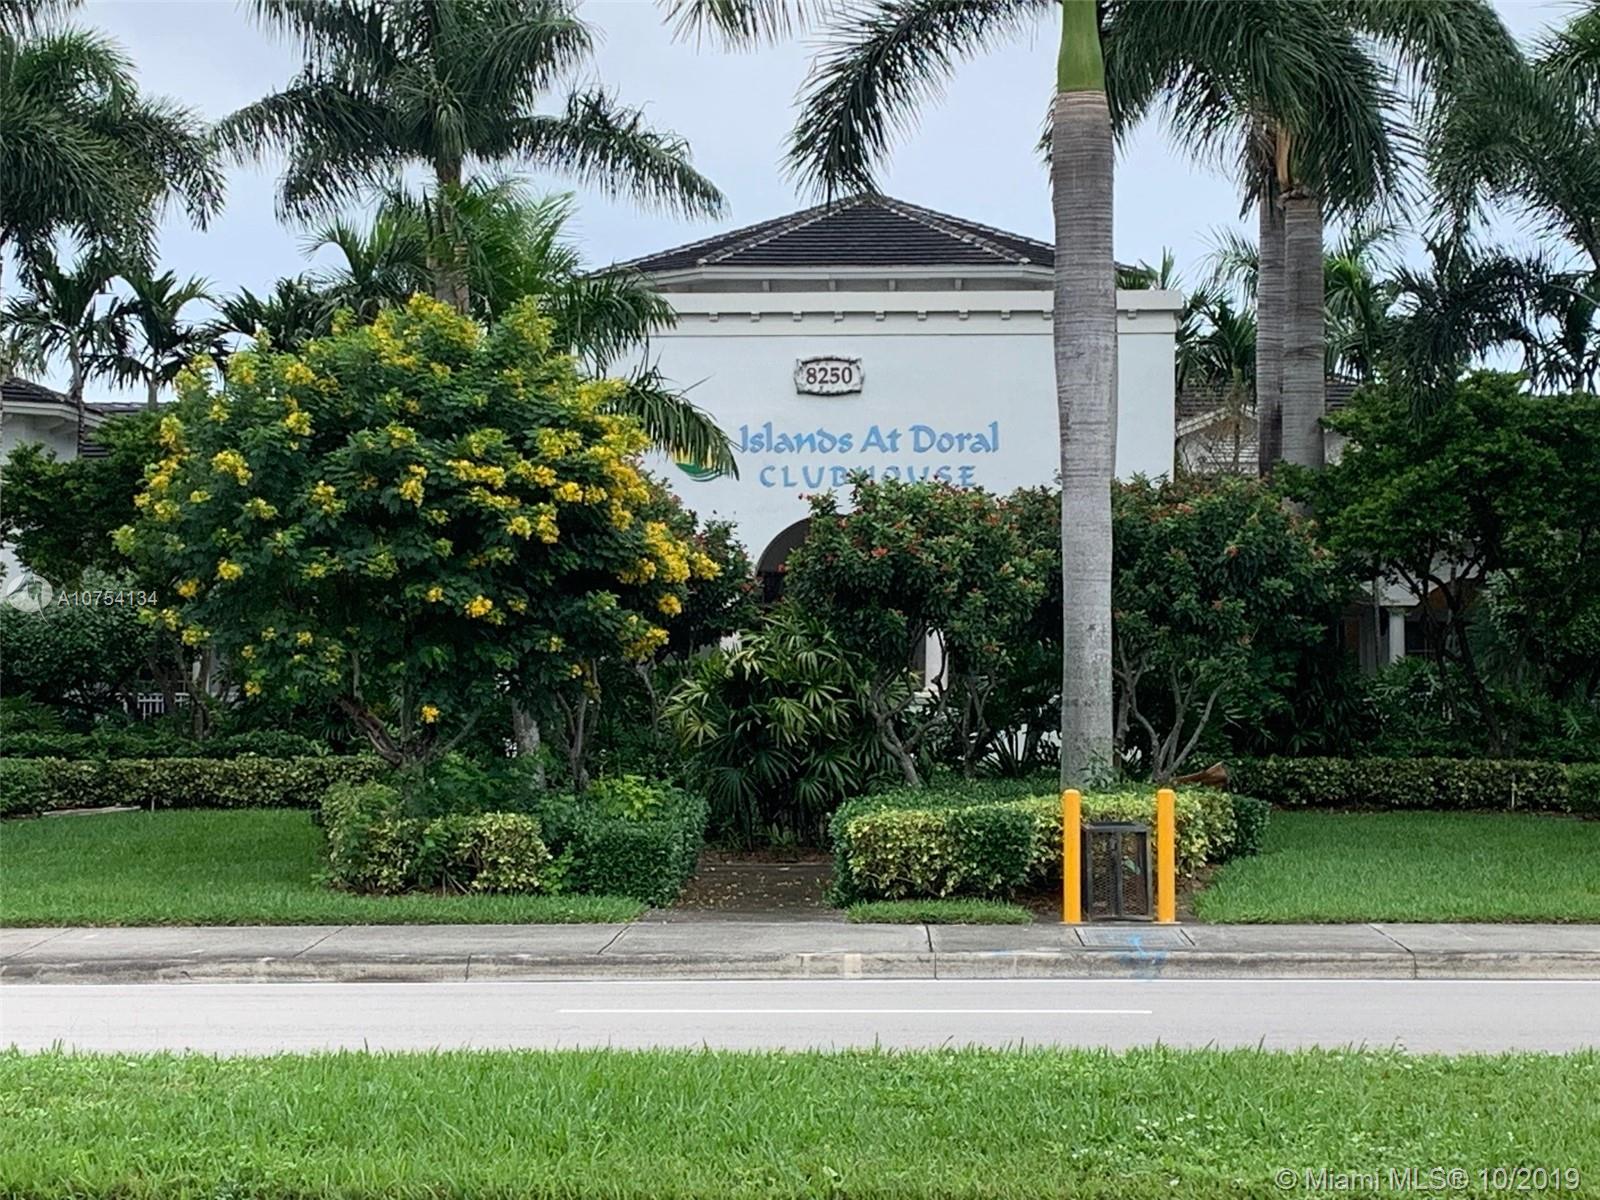 8250
Islands At Doral
CLUBHOUSE
A10754134
© Miami MLS® 10/2019